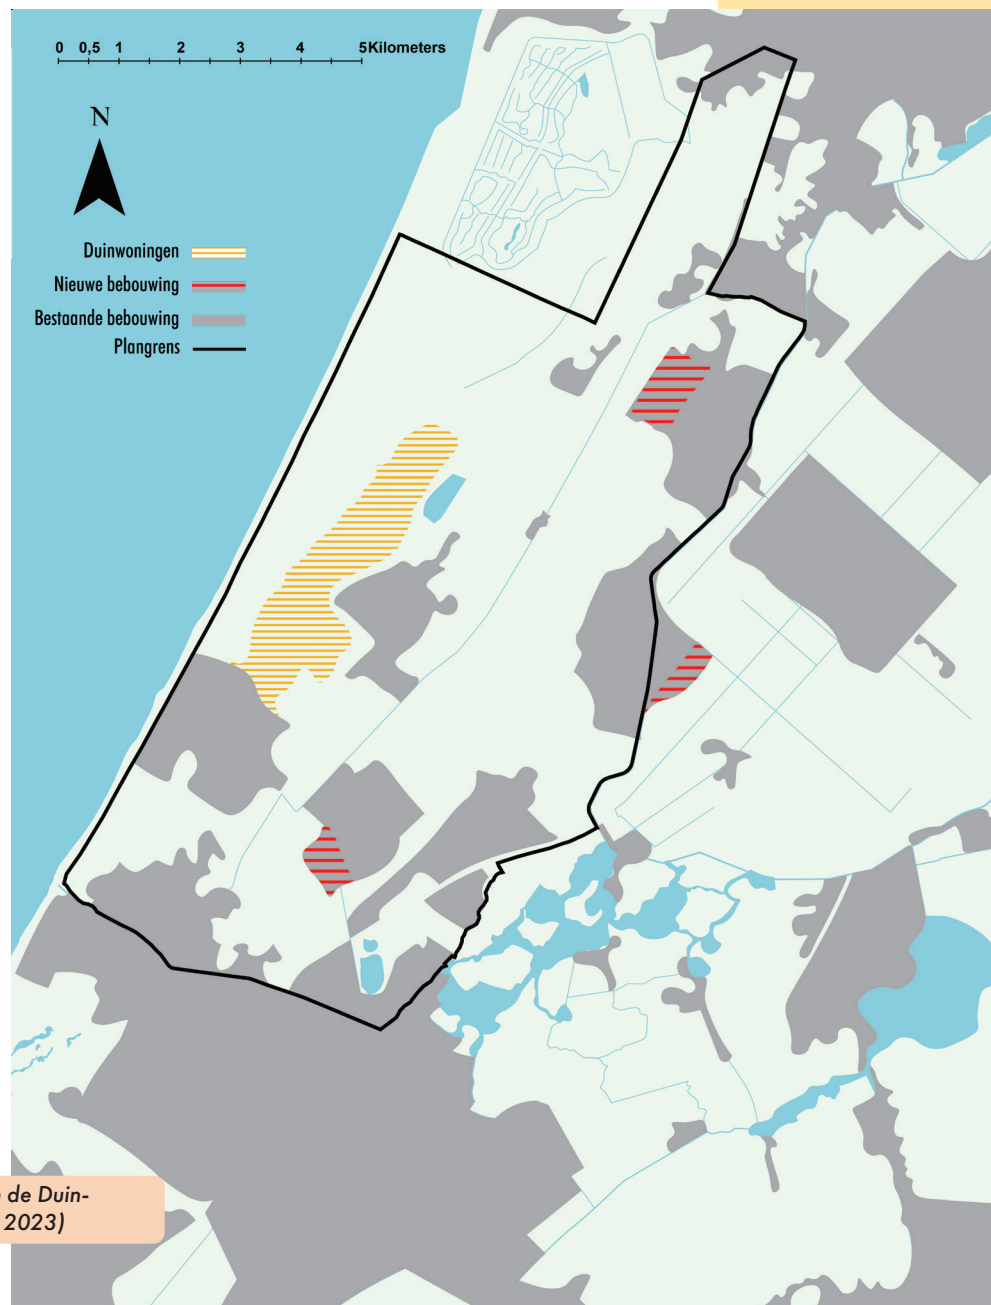 0 0,5 1 2 3 4 5Kilometers
N
Duinwoningen
Nieuwe bebouwing
Bestaande bebouwing
Plangrens
de Duin-
2023)